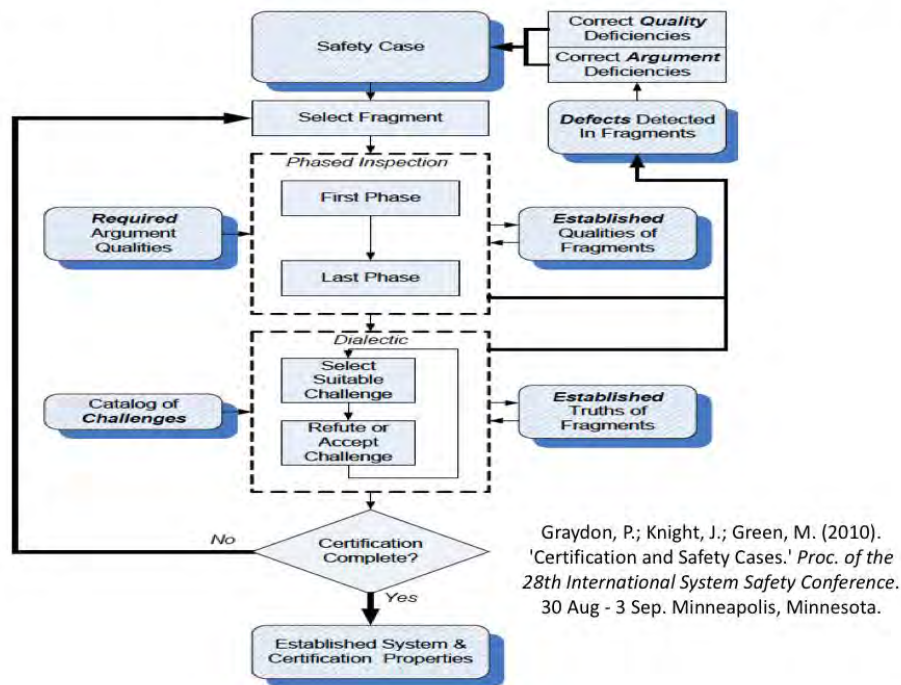 Safety Case
Correct Quality
Deficiencies
Correct Argument
Deficiencies
Select Fragment
Defects Detected
In Fragments
Phased Inspection
First Phase
Required
Argument
Qualities
Established
Qualities of
Fragments
Last Phase
Dialectic
Select
Suitable
Challenge
Catalog of
Challenges
Established
Truths of
Fragments
Refute or
Accept
Challenge
No
Certification
Complete?
Yes
Established System &
Certification Properties
Graydon, P.; Knight, J.; Green, M. (2010).
'Certification and Safety Cases.' Proc. of the
28th International System Safety Conference.
30 Aug - 3 Sep. Minneapolis, Minnesota.